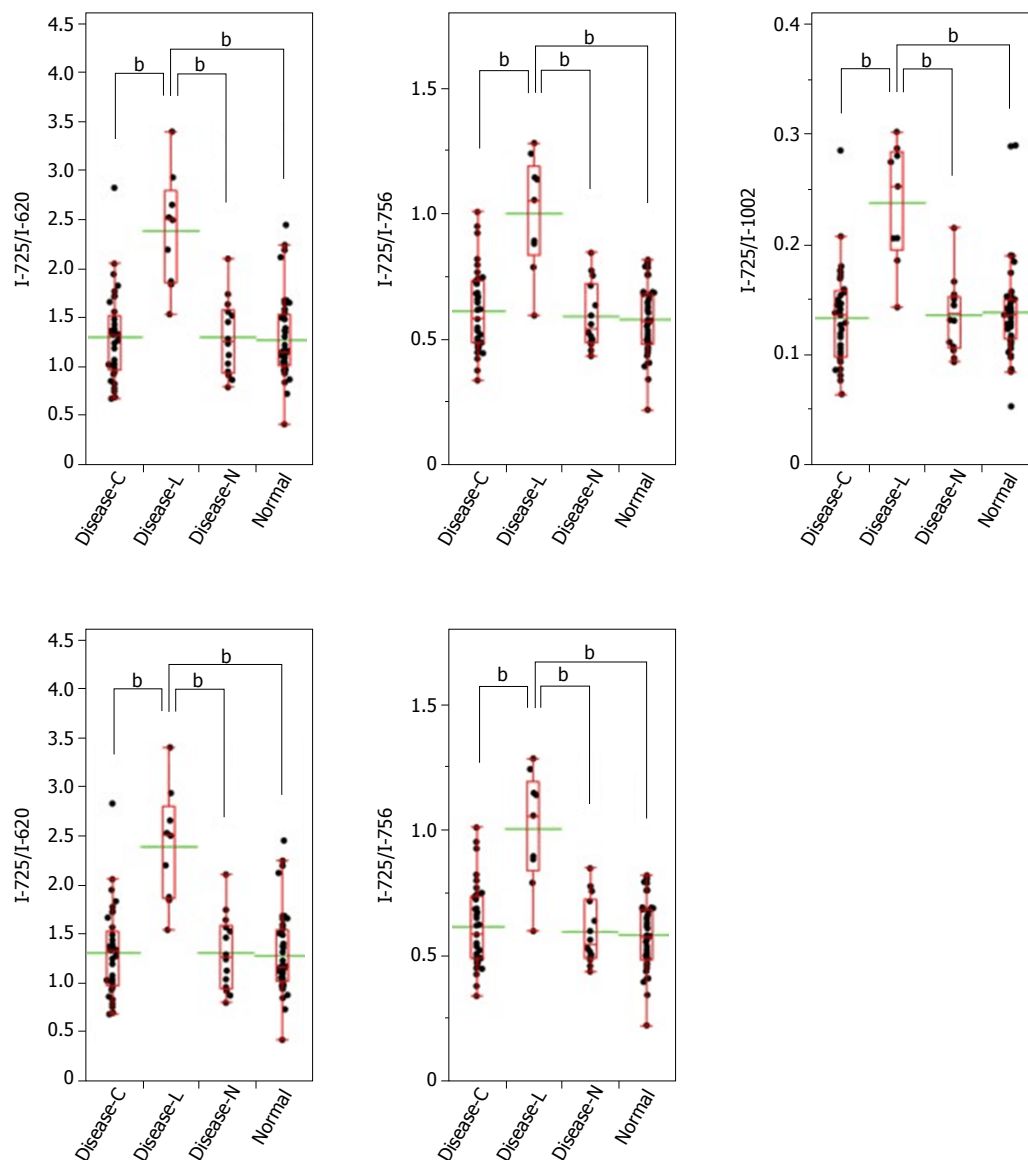 4.5
4.0
3.5
3.0
2.5
2.0
1.5
1.0
0.5
0
I-725/I-620
b
b
b
Disease-C
Disease-L
Disease-N
Normal
1.5
1.0
0.5
0
I-725/I-756
b
b
b
Disease-C
Disease-L
Disease-N
Normal
0.4
0.3
0.2
0.1
0
I-725/I-1002
b
b
b
Disease-C
Disease-L
Disease-N
Normal
4.5
4.0
3.5
3.0
2.5
2.0
1.5
1.0
0.5
0
I-725/I-620
b
b
b
Disease-C
Disease-L
Disease-N
Normal
1.5
1.0
0.5
0
I-725/I-756
b
b
b
Disease-C
Disease-L
Disease-N
Normal